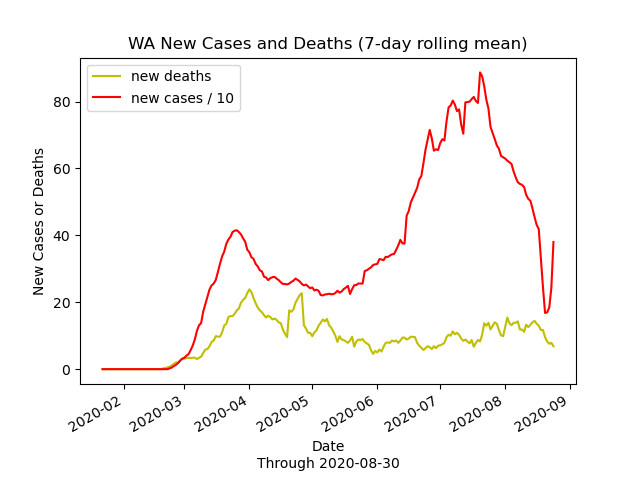 WA New Cases and Deaths (7-day rolling mean)
new deaths
new cases / 10
New Cases or Deaths
80
60
40
20
0
2020-02
2020-03
2020-04
2020-05
2020-06
2020-07
2020-08
2020-09
Date
Through 2020-08-30